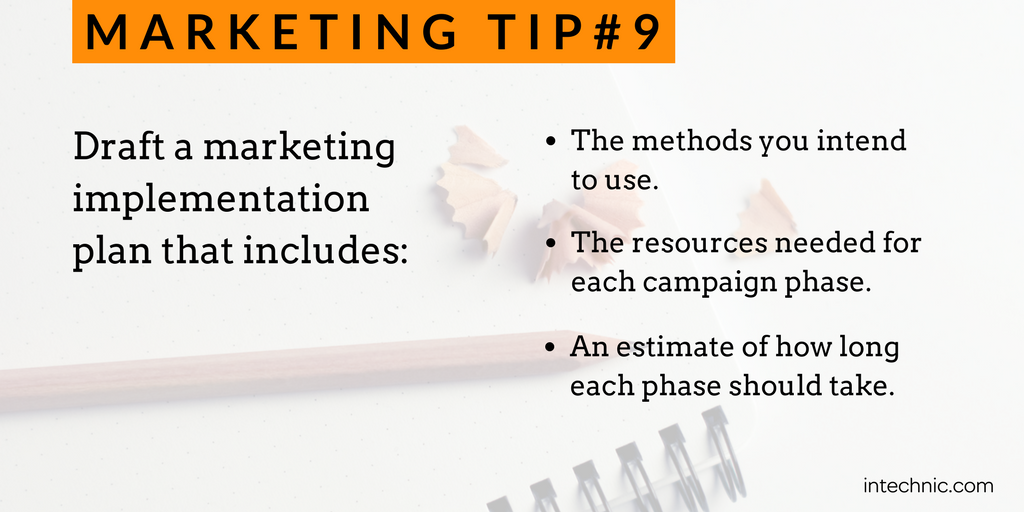 MARKETING TIP#9
Draft a marketing
implementation
plan that includes:
• The methods you intend
to use.
• The resources needed for
each campaign phase.
• An estimate of how long
each phase should take.
intechnic.com